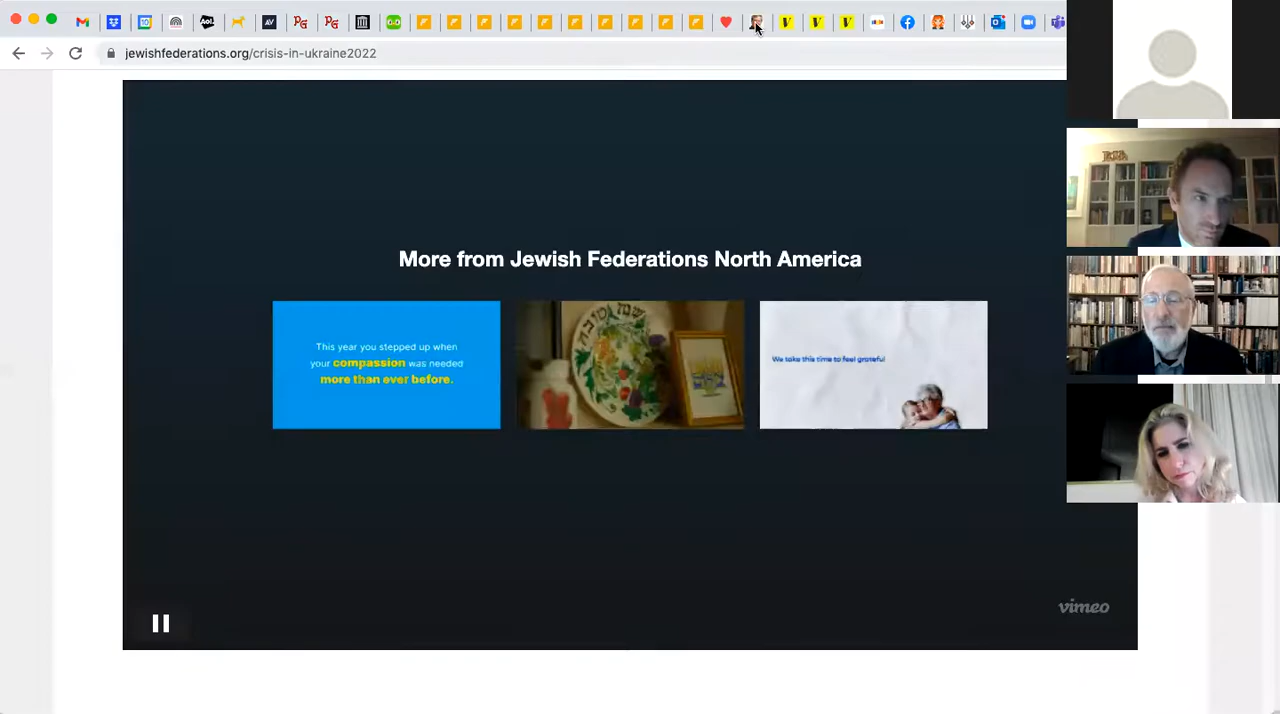 jewishfederations.org/crisis-in-ukraine2022
More from Jewish Federations North America
This year you stepped up when
your compassion was needed
more than ever before.
We take this time to feel grateful
vimeo